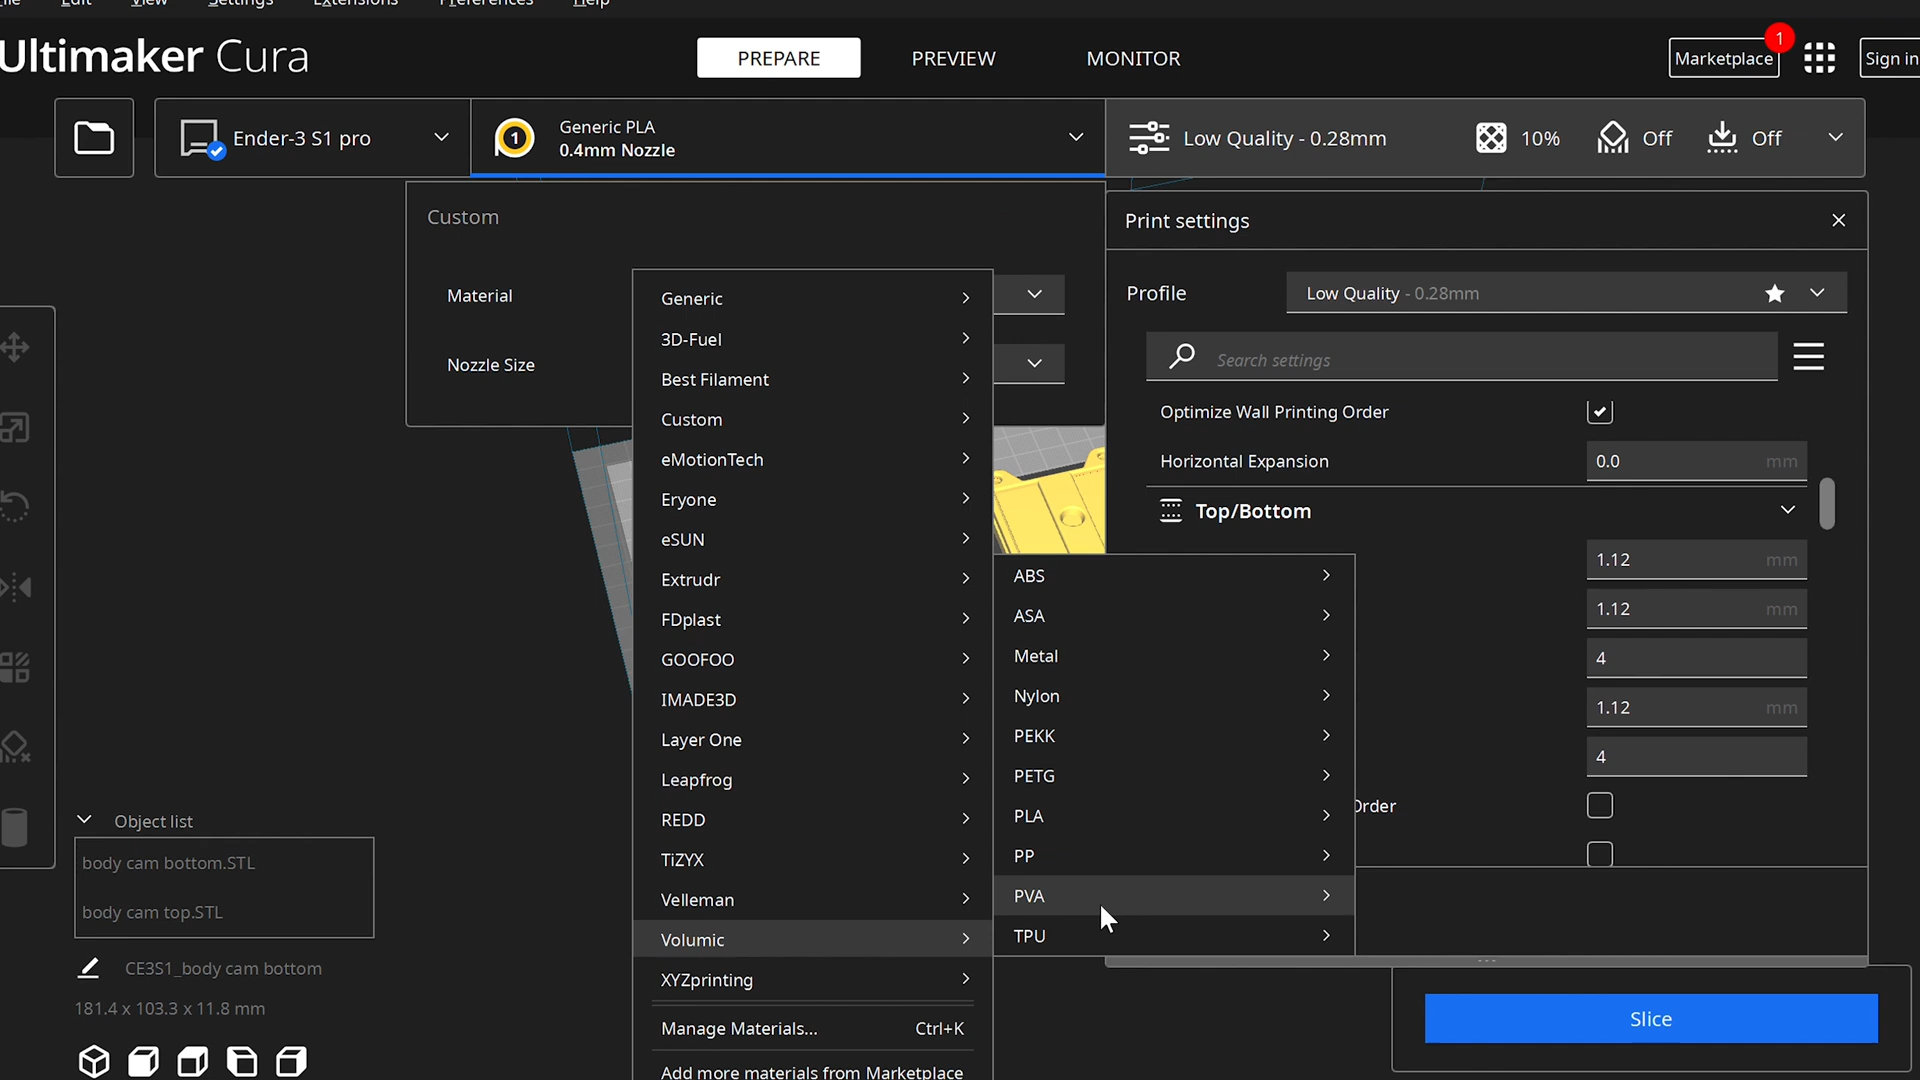 File Edit View Settings Extensions Preferences Help
Ultimaker Cura
PREPARE
PREVIEW
MONITOR
Marketplace
1
Sign in
Ender-3 S1 pro
1
Generic PLA
0.4mm Nozzle
Low Quality - 0.28mm
10%
Off
Off
Custom
Material
Nozzle Size
Generic
3D-Fuel
Best Filament
Custom
eMotionTech
Eryone
eSUN
Extrudr
FDplast
GOOFOO
IMADE3D
Layer One
Leapfrog
REDD
TiZYX
Velleman
Volumic
XYZprinting
Manage Materials... Ctrl+K
Add more materials from Marketplace
ABS
ASA
Metal
Nylon
PEKK
PETG
PLA
PP
PVA
TPU
Print settings
Profile
Low Quality - 0.28mm
Search settings
Optimize Wall Printing Order
Horizontal Expansion
0.0 mm
Top/Bottom
1.12 mm
1.12 mm
4
1.12 mm
4
Order
Object list
body cam bottom.STL
body cam top.STL
CE3S1_body cam bottom
181.4 x 103.3 x 11.8 mm
Slice